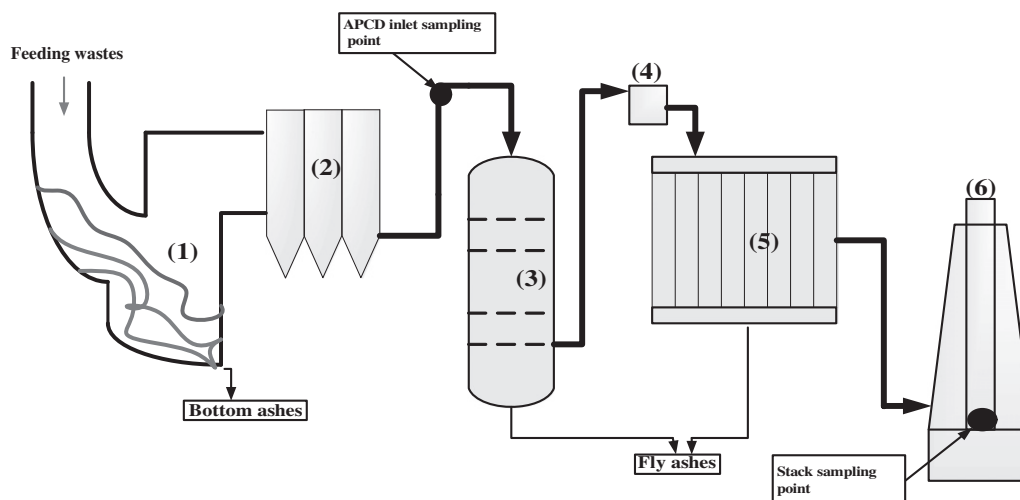 APCD inlet sampling
point
Feeding wastes
(4)
(2)
(6)
(1)
(3)
(5)
Bottom ashes
Fly ashes
Stack sampling
point